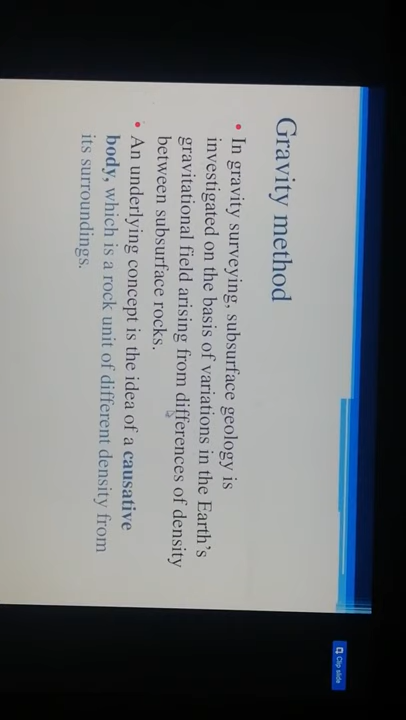 Gravity method
• In gravity surveying, subsurface geology is
investigated on the basis of variations in the Earth's
gravitational field arising from differences of density
between subsurface rocks.
• An underlying concept is the idea of a causative
body, which is a rock unit of different density from
its surroundings.
Clip slide